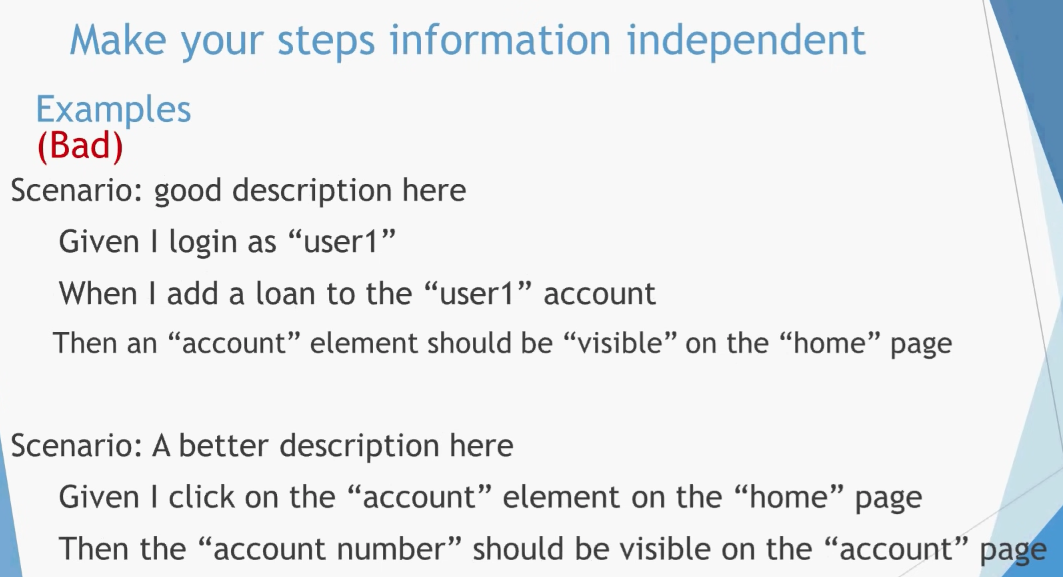 Make your steps information independent
Examples
(Bad)
Scenario: good description here
Given I login as “user1”
When I add a loan to the “user1” account
Then an “account” element should be “visible” on the “home” page
Scenario: A better description here
Given I click on the “account” element on the “home” page
Then the “account number” should be visible on the “account” page